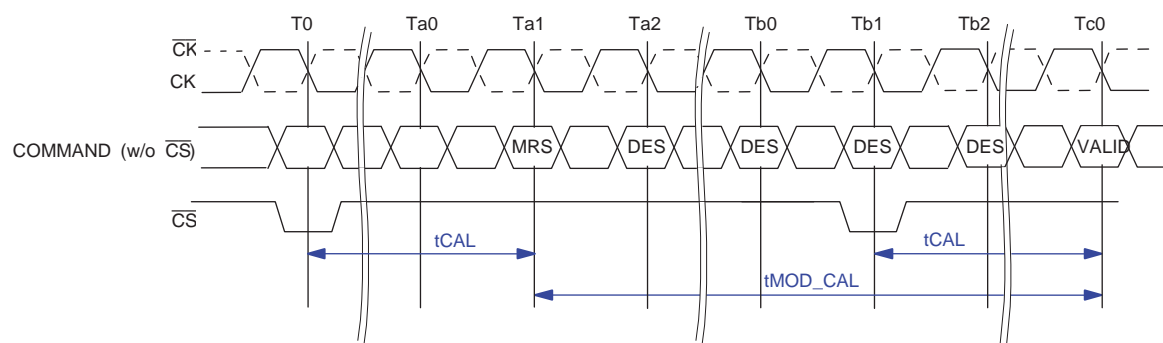 T0 Ta0 Ta1 Ta2 Tb0 Tb1 Tb2 Tc0
CK
CK
COMMAND (w/o CS) MRS DES DES DES DES VALID
CS
tCAL tCAL
tMOD_CAL